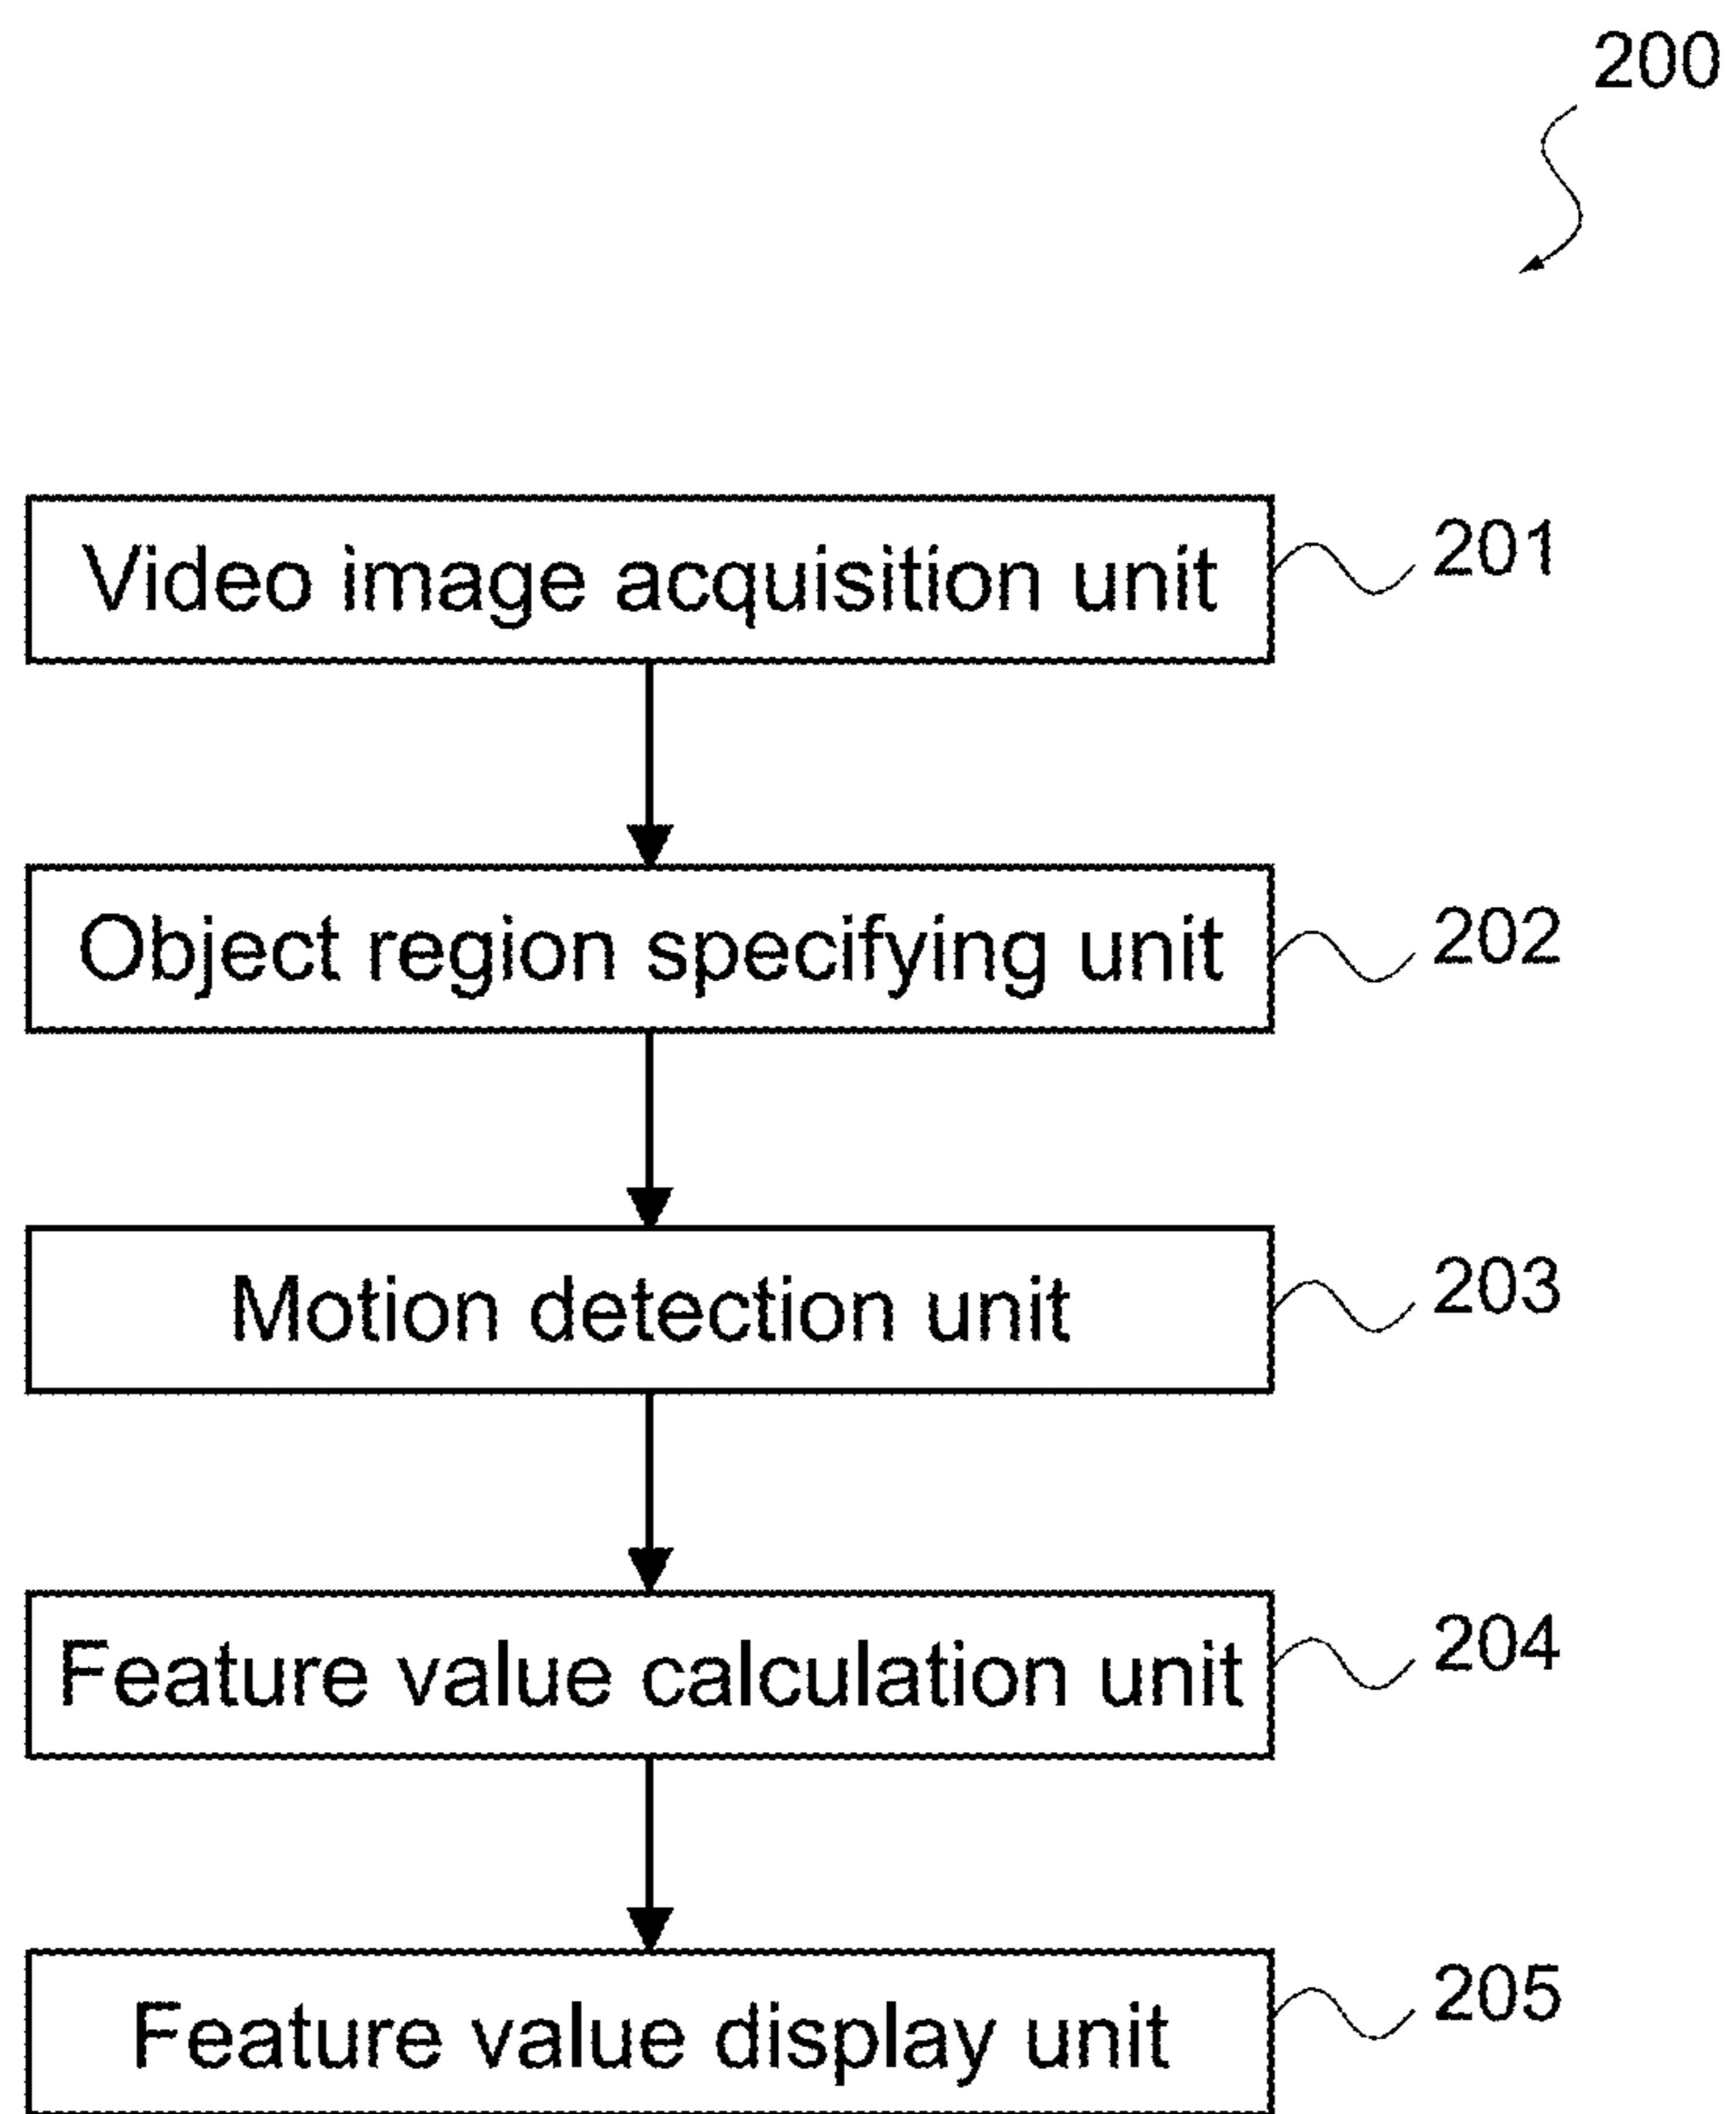 200
Video image acquisition unit 201
Object region specifying unit 202
Motion detection unit 203
Feature value calculation unit 204
Feature value display unit 205